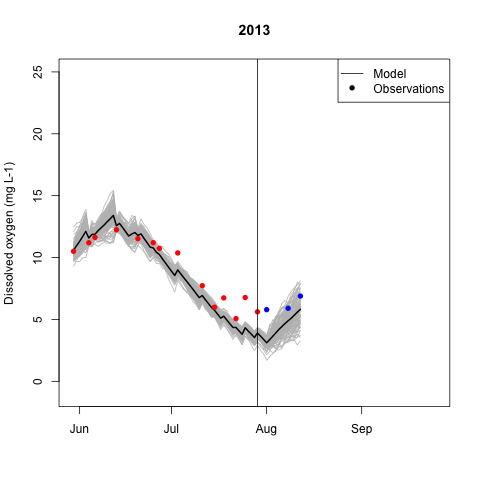 2013
Model
Observations
Dissolved oxygen (mg L-1)
25
20
15
10
5
0
Jun
Jul
Aug
Sep